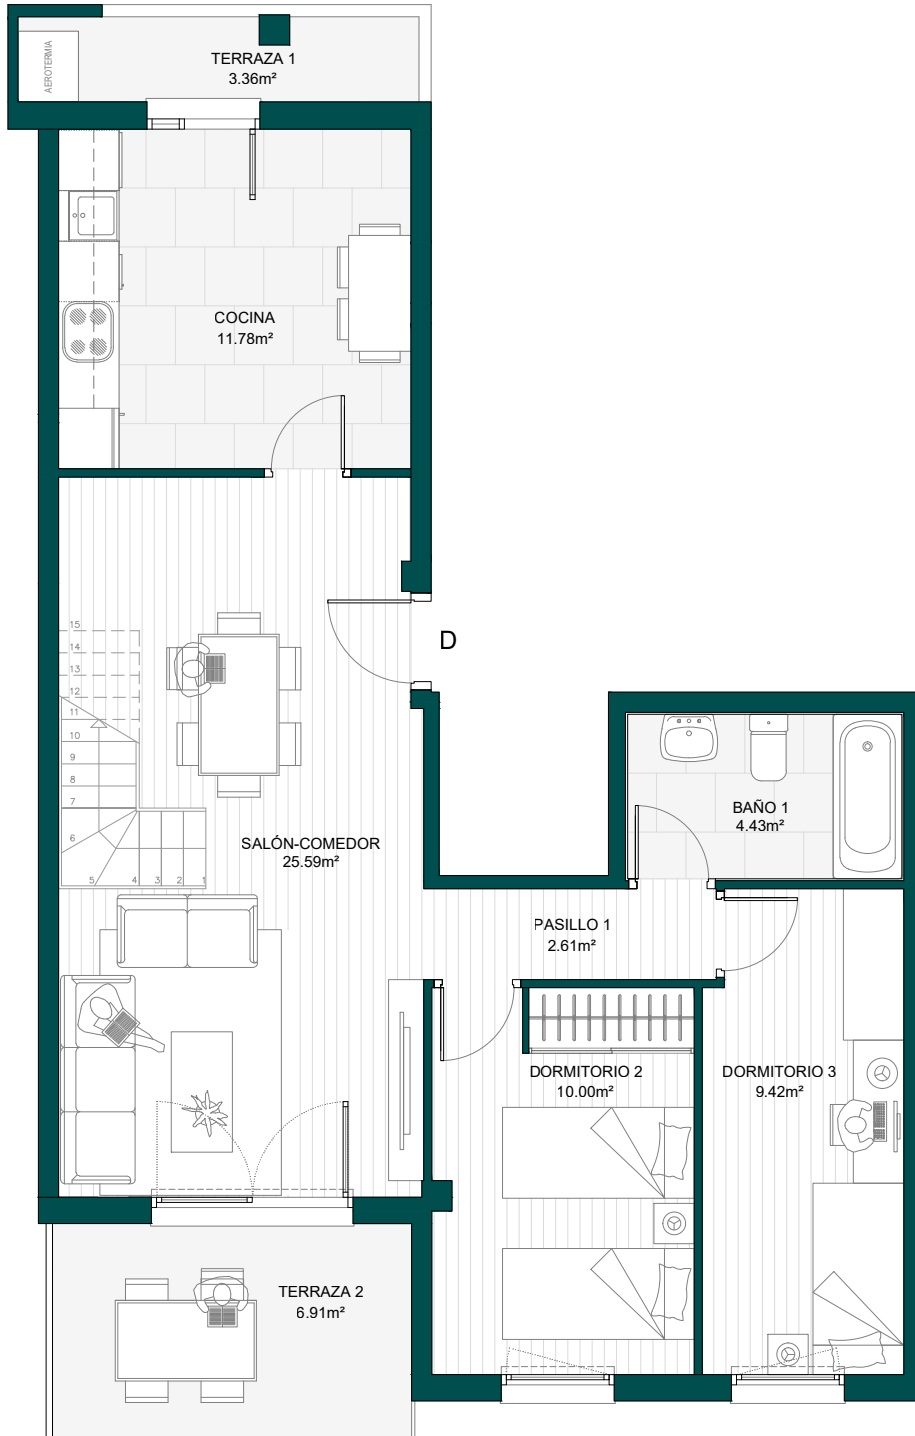 TERRAZA 1
3.36m²
AEROTERMIA
COCINA
11.78m²
D
15
14
13
12
11
10
9
8
7
6
5
4
3
2
1
SALÓN-COMEDOR
25.59m²
BAÑO 1
4.43m²
PASILLO 1
2.61m²
DORMITORIO 2
10.00m²
DORMITORIO 3
9.42m²
TERRAZA 2
6.91m²